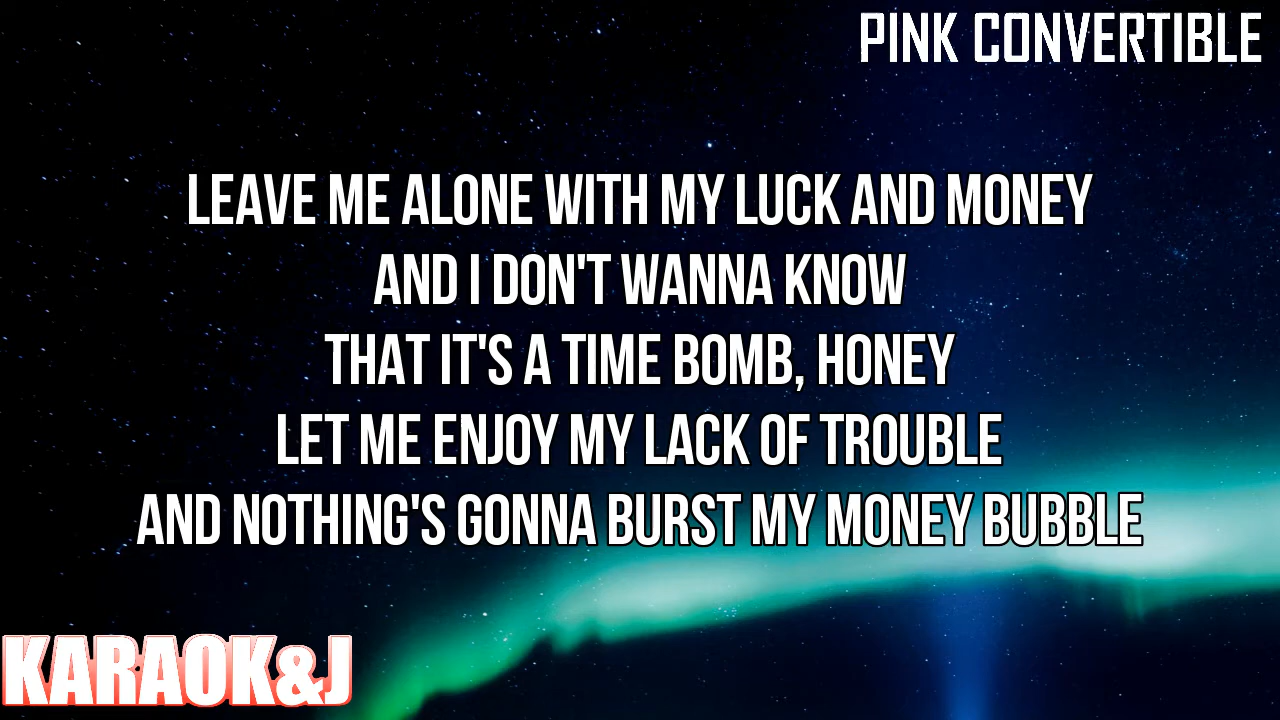 PINK CONVERTIBLE
LEAVE ME ALONE WITH MY LUCK AND MONEY
AND I DON'T WANNA KNOW
THAT IT'S A TIME BOMB, HONEY
LET ME ENJOY MY LACK OF TROUBLE
AND NOTHING'S GONNA BURST MY MONEY BUBBLE
KARAOK&J